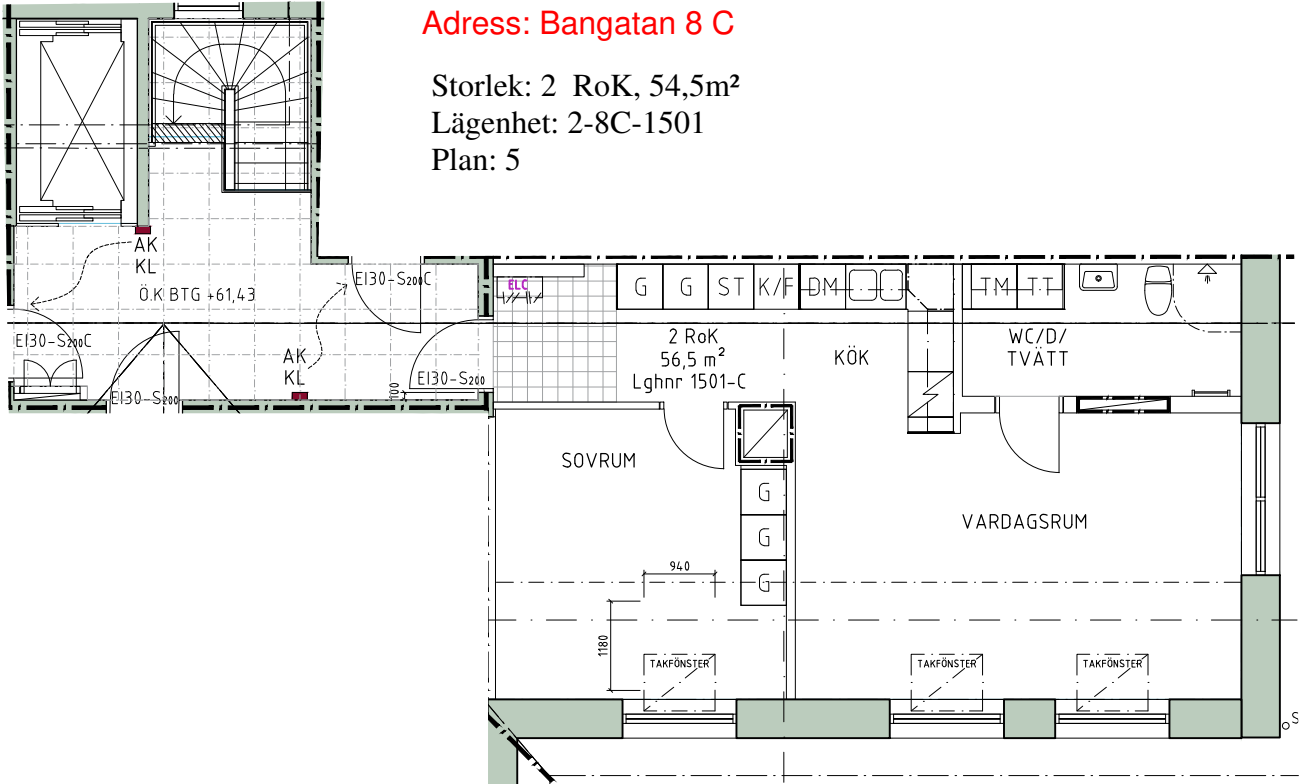 Adress: Bangatan 8 C
Storlek: 2 RoK, 54,5m²
Lägenhet: 2-8C-1501
Plan: 5
AK
KL
Ö.K BTG +61,43
EI30-S200C
EI30-S200C
AK
KL
EI30-S200
EI30-S200
100
ELC
G
G
ST
K/F
DM
TM
TT
2 RoK
56,5 m²
Lghnr 1501-C
KÖK
WC/D/
TVÄTT
SOVRUM
G
G
G
VARDAGSRUM
940
1180
TAKFÖNSTER
TAKFÖNSTER
TAKFÖNSTER
S